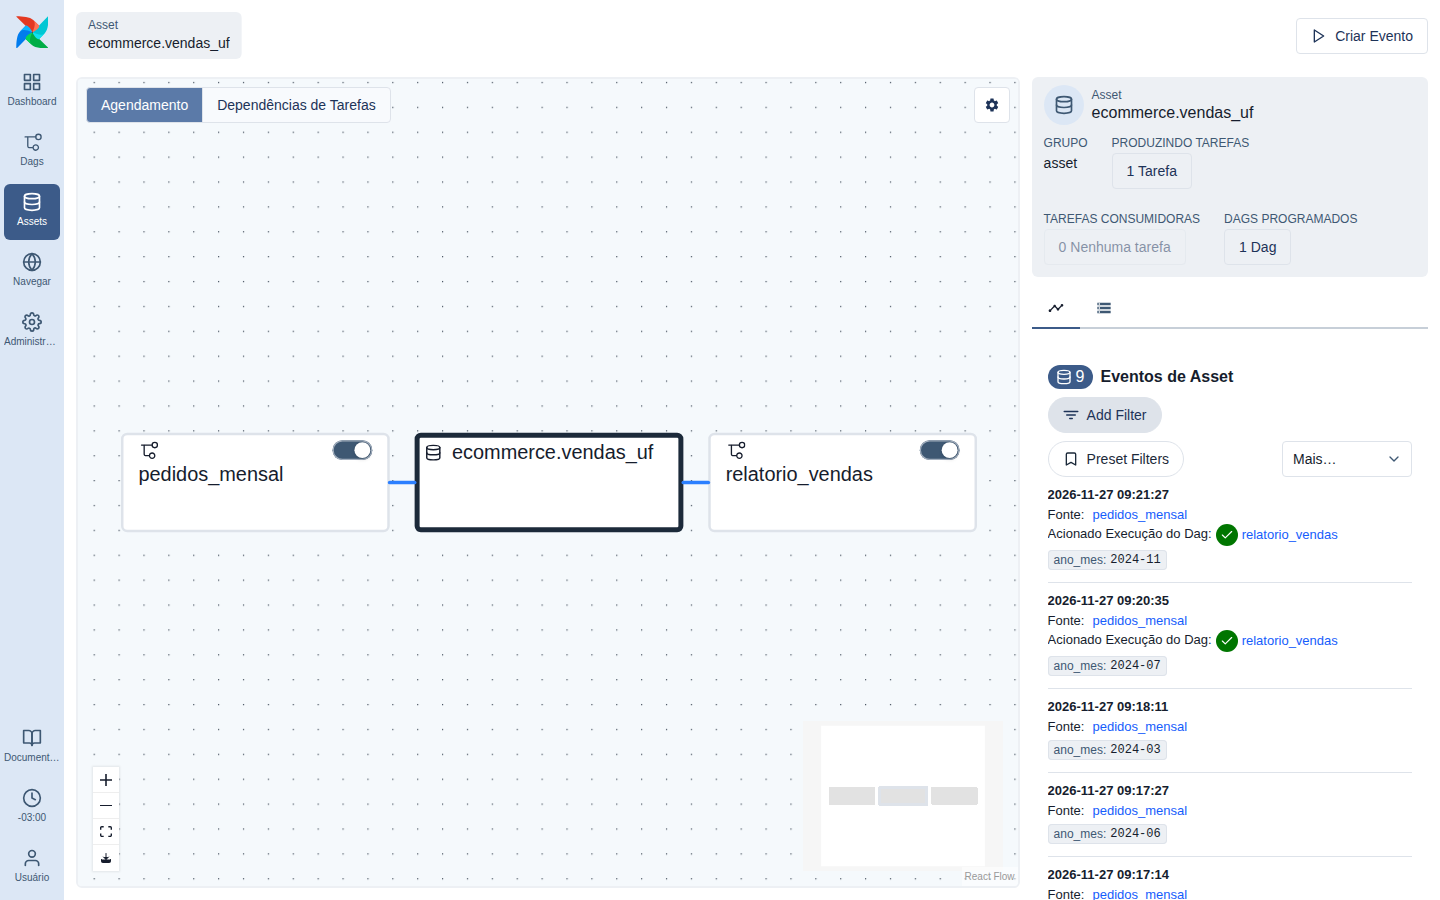 Asset
ecommerce.vendas_uf
Criar Evento
Dashboard
Dags
Assets
Navegar
Administr…
Document…
-03:00
Usuário
Agendamento
Dependências de Tarefas
pedidos_mensal
ecommerce.vendas_uf
relatorio_vendas
React Flow
Asset
ecommerce.vendas_uf
GRUPO
asset
PRODUZINDO TAREFAS
1 Tarefa
TAREFAS CONSUMIDORAS
0 Nenhuma tarefa
DAGS PROGRAMADOS
1 Dag
9 Eventos de Asset
Add Filter
Preset Filters
Mais…
2026-11-27 09:21:27
Fonte: pedidos_mensal
Acionado Execução do Dag: relatorio_vendas
ano_mes: 2024-11
2026-11-27 09:20:35
Fonte: pedidos_mensal
Acionado Execução do Dag: relatorio_vendas
ano_mes: 2024-07
2026-11-27 09:18:11
Fonte: pedidos_mensal
ano_mes: 2024-03
2026-11-27 09:17:27
Fonte: pedidos_mensal
ano_mes: 2024-06
2026-11-27 09:17:14
Fonte: pedidos_mensal